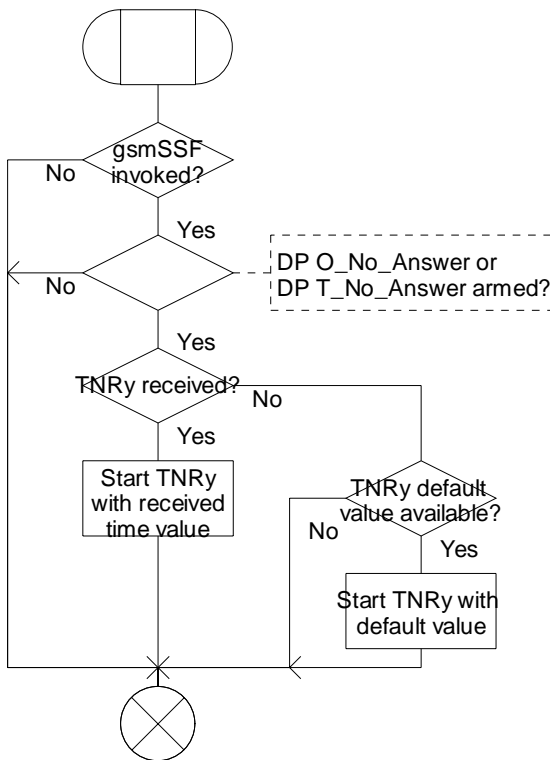 gsmSSF
invoked?
No
Yes
DP O_No_Answer or
DP T_No_Answer armed?
No
Yes
TNRy received?
No
Yes
Start TNRy
with received
time value
TNRy default
value available?
No
Yes
Start TNRy with
default value